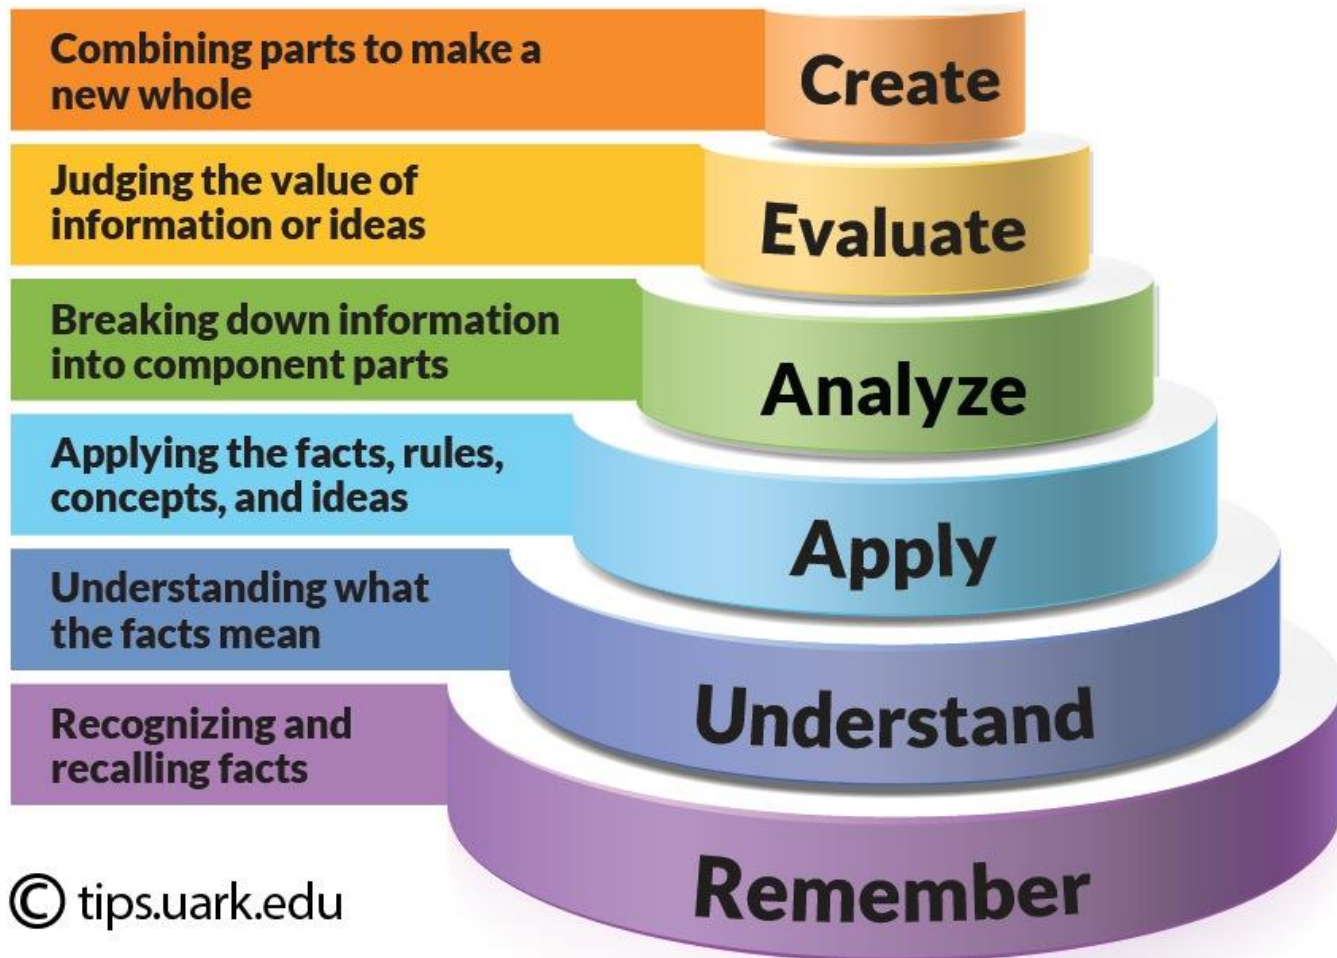 Combining parts to make a
new whole
Create
Judging the value of
information or ideas
Evaluate
Breaking down information
into component parts
Analyze
Applying the facts, rules,
concepts, and ideas
Apply
Understanding what
the facts mean
Understand
Recognizing and
recalling facts
Remember
© tips.uark.edu